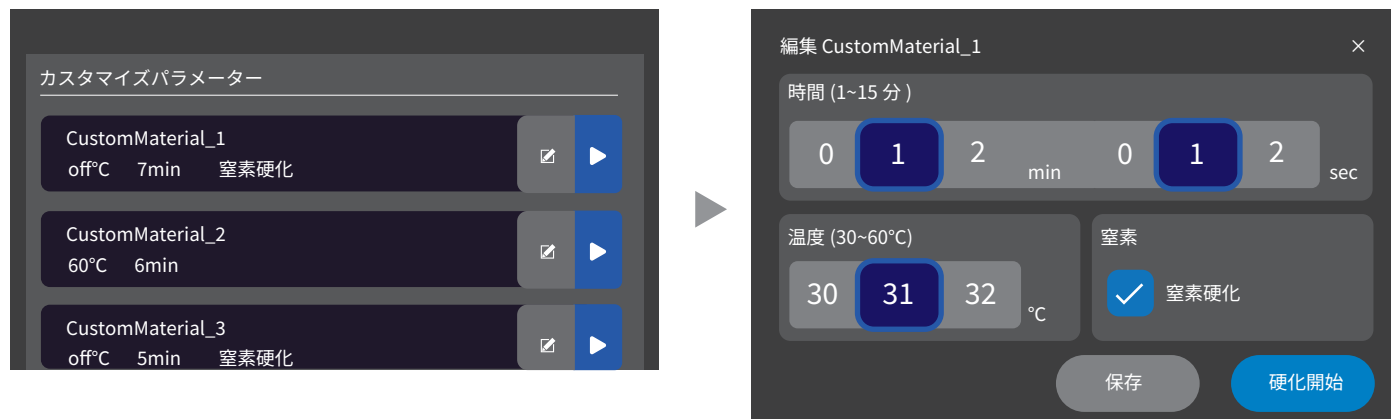 カスタマイズパラメーター
CustomMaterial_1
off℃ 7min 窒素硬化
CustomMaterial_2
60℃ 6min
CustomMaterial_3
off℃ 5min 窒素硬化
編集 CustomMaterial_1
時間 (1~15 分 )
0 1 2 min 0 1 2 sec
温度 (30~60℃)
30 31 32 ℃
窒素
窒素硬化
保存
硬化開始